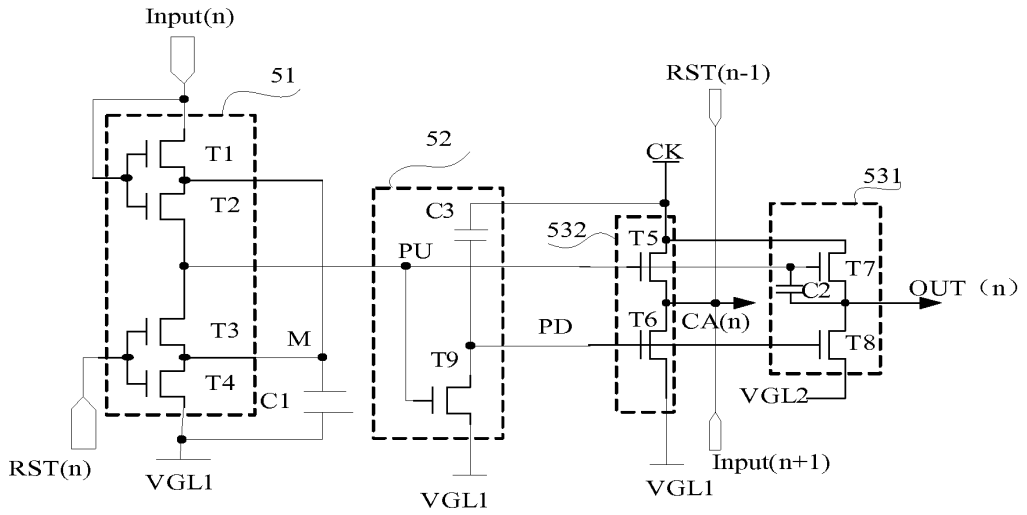 Input(n)
51
RST(n-1)
T1
T2
52
CK
531
C3
532
T5
PU
T7
C2
OUT（n）
CA(n)
T3
M
PD
T6
T9
T8
T4
C1
VGL2
RST(n)
Input(n+1)
VGL1
VGL1
VGL1